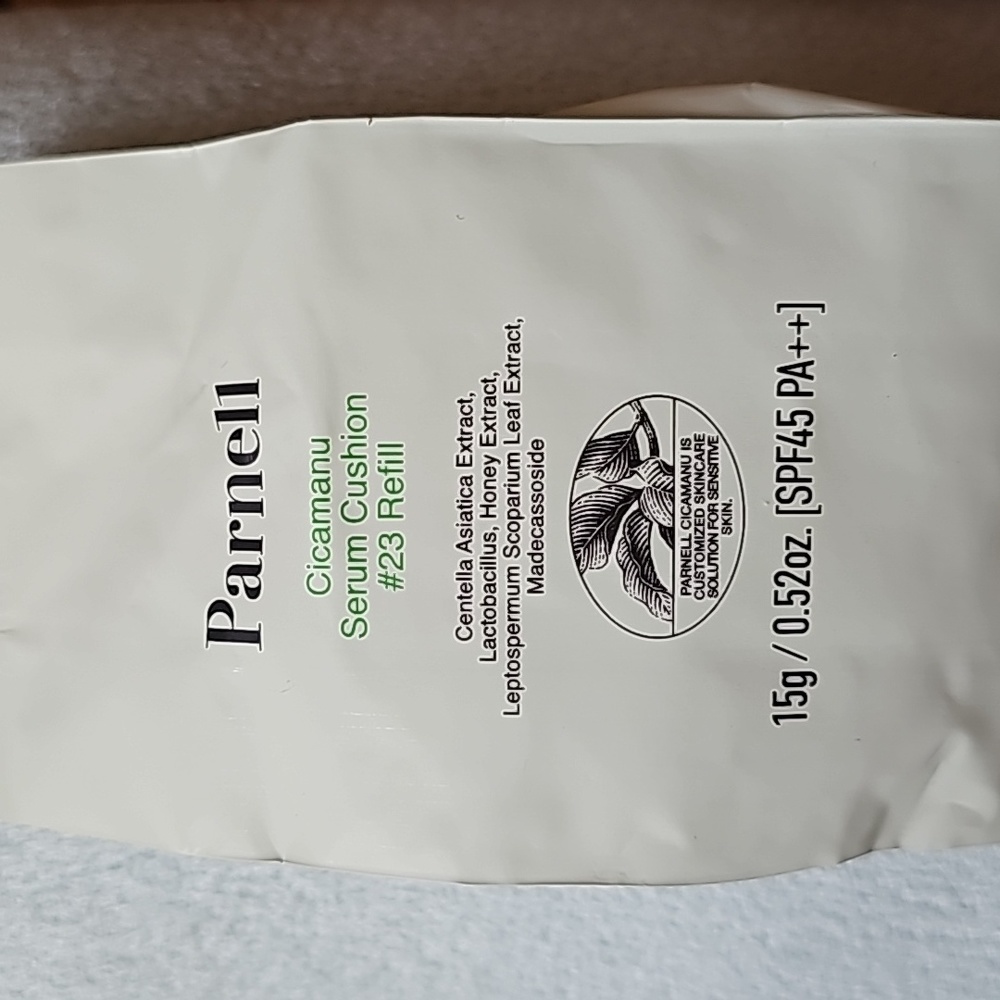 Parnell
Cicamanu
Serum Cushion
#23 Refill
Centella Asiatica Extract,
Lactobacillus, Honey Extract,
Leptospermum Scoparium Leaf Extract,
Madecassoside
PARNELL CICAMANU IS
CUSTOMIZED SKINCARE
SOLUTION FOR SENSITIVE
SKIN.
15g / 0.52oz. [SPF45 PA++]